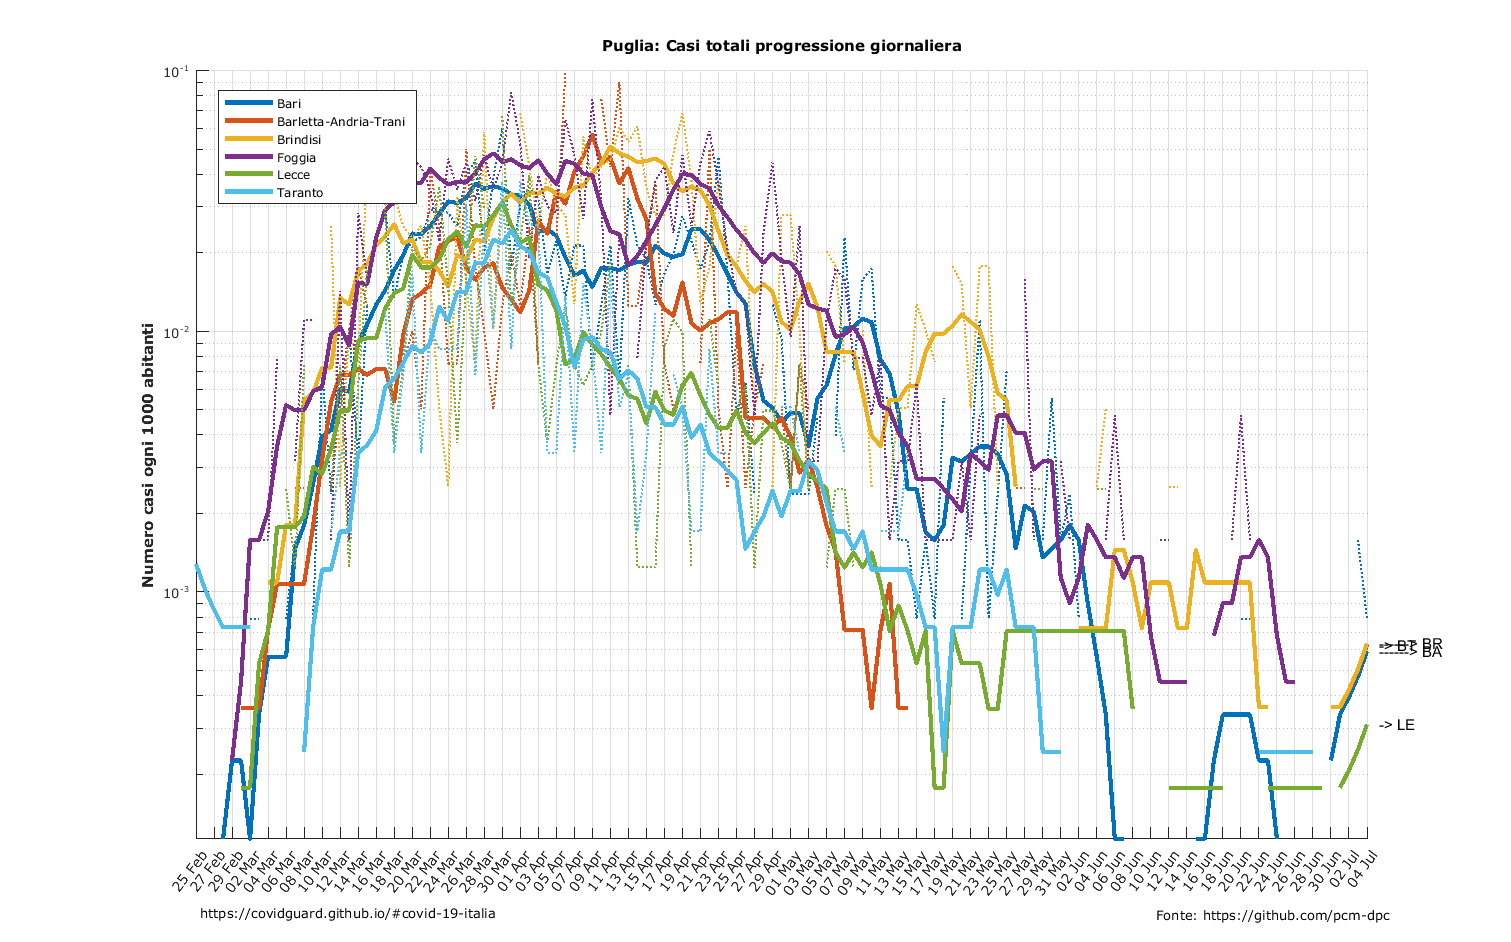 Puglia: Casi totali progressione giornaliera
10-1
10-2
10-3
Numero casi ogni 1000 abitanti
Bari
Barletta-Andria-Trani
Brindisi
Foggia
Lecce
Taranto
-> BT
-> BR
-----> BA
-> LE
25 Feb
27 Feb
29 Feb
02 Mar
04 Mar
06 Mar
08 Mar
10 Mar
12 Mar
14 Mar
16 Mar
18 Mar
20 Mar
22 Mar
24 Mar
26 Mar
28 Mar
30 Mar
01 Apr
03 Apr
05 Apr
07 Apr
09 Apr
11 Apr
13 Apr
15 Apr
17 Apr
19 Apr
21 Apr
23 Apr
25 Apr
27 Apr
29 Apr
01 May
03 May
05 May
07 May
09 May
11 May
13 May
15 May
17 May
19 May
21 May
23 May
25 May
27 May
29 May
31 May
02 Jun
04 Jun
06 Jun
08 Jun
10 Jun
12 Jun
14 Jun
16 Jun
18 Jun
20 Jun
22 Jun
24 Jun
26 Jun
28 Jun
30 Jun
02 Jul
04 Jul
https://covidguard.github.io/#covid-19-italia
Fonte: https://github.com/pcm-dpc